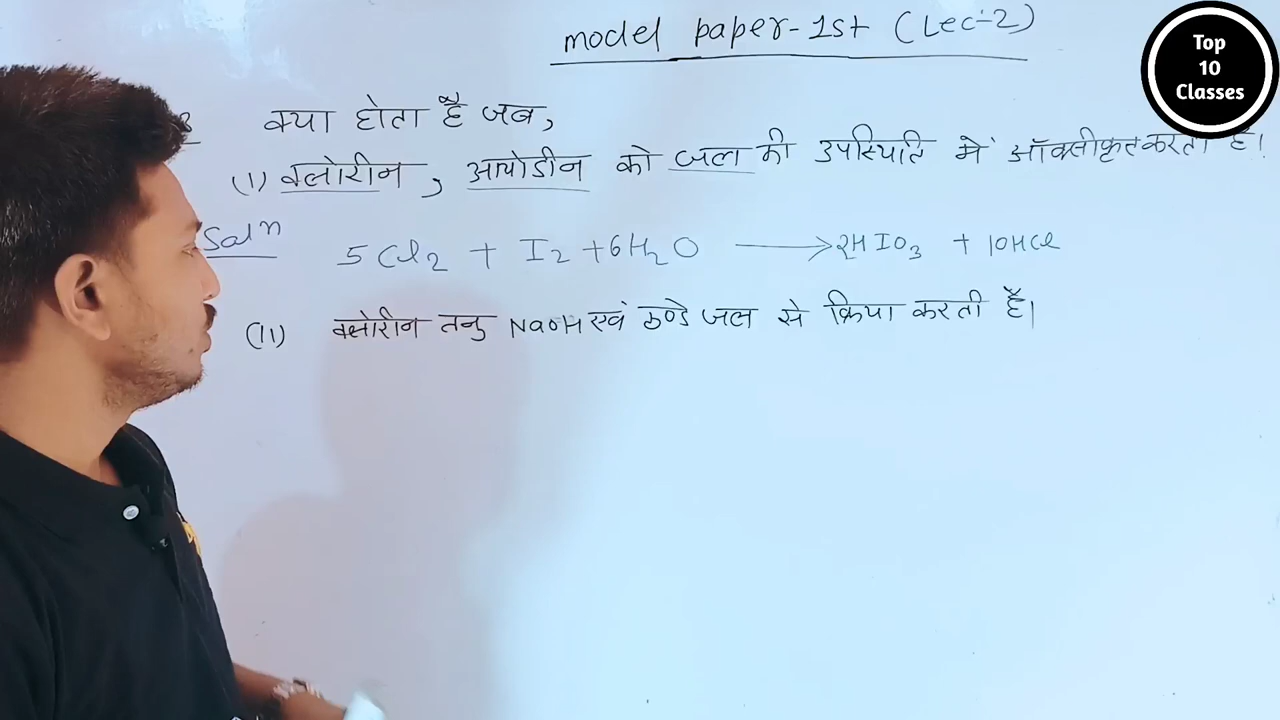 model paper-1st (Lec-2)
Top
10
Classes
क्या होता है जब,
(I) क्लोरीन, आयोडीन को जल की उपस्थिति में ऑक्सीकृत करता है।
Solⁿ
5Cl₂ + I₂ + 6H₂O ⟶ 2HIO₃ + 10HCl
(II) क्लोरीन तनु NaOH एवं ठण्डे जल से क्रिया करती है।